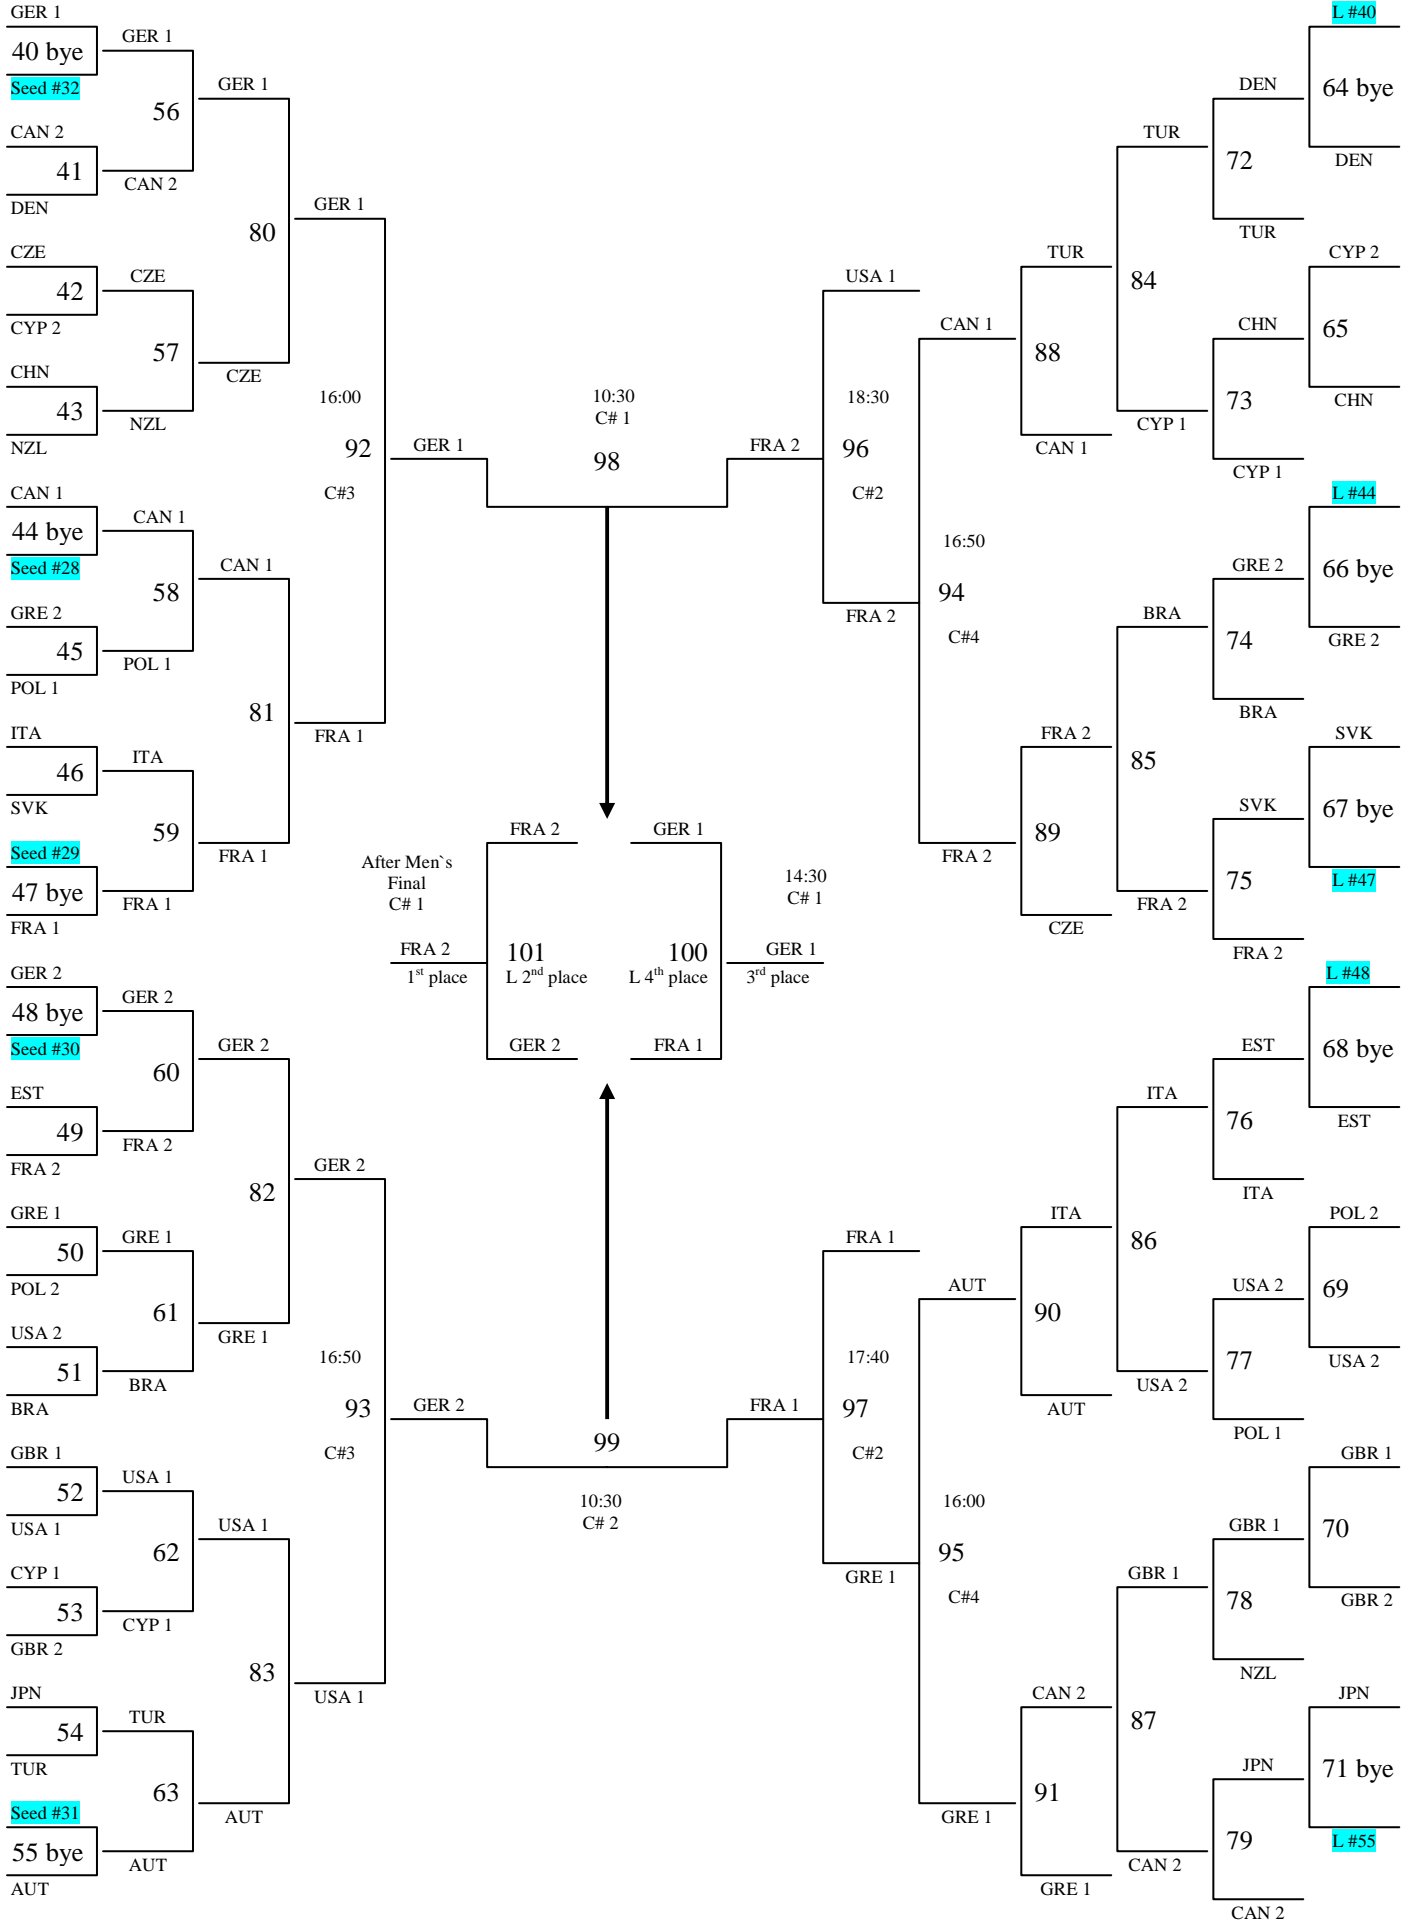 GER 1
40 bye
Seed #32
CAN 2
41
DEN
CZE
42
CYP 2
CHN
43
NZL
CAN 1
44 bye
Seed #28
GRE 2
45
POL 1
ITA
46
SVK
Seed #29
47 bye
FRA 1
GER 2
48 bye
Seed #30
EST
49
FRA 2
GRE 1
50
POL 2
USA 2
51
BRA
GBR 1
52
USA 1
CYP 1
53
GBR 2
JPN
54
TUR
Seed #31
55 bye
AUT
GER 1
56
CAN 2
CZE
57
NZL
CAN 1
58
POL 1
ITA
59
FRA 1
GER 2
60
FRA 2
GRE 1
61
BRA
USA 1
62
CYP 1
TUR
63
AUT
GER 1
80
CZE
CAN 1
81
FRA 1
GER 2
82
GRE 1
USA 1
83
AUT
GER 1
16:00
92
C#3
FRA 1
GER 2
16:50
93
C#3
USA 1
GER 1
10:30
C# 1
98
FRA 2
After Men`s
Final
C# 1
FRA 2
1st place
FRA 2
101
L 2nd place
GER 2
GER 1
100
L 4th place
FRA 1
14:30
C# 1
GER 1
3rd place
GER 2
99
10:30
C# 2
FRA 1
USA 1
18:30
96
C#2
FRA 2
FRA 1
17:40
97
C#2
GRE 1
CAN 1
16:50
94
C#4
FRA 2
AUT
16:00
95
C#4
GRE 1
TUR
88
CAN 1
FRA 2
89
CZE
ITA
90
AUT
CAN 2
91
GRE 1
TUR
84
CYP 1
BRA
85
FRA 2
ITA
86
USA 2
GBR 1
87
CAN 2
DEN
72
TUR
CHN
73
CYP 1
GRE 2
74
BRA
SVK
75
FRA 2
EST
76
ITA
USA 2
77
POL 1
GBR 1
78
NZL
JPN
79
CAN 2
L #40
64 bye
DEN
CYP 2
65
CHN
L #44
66 bye
GRE 2
SVK
67 bye
L #47
L #48
68 bye
EST
POL 2
69
USA 2
GBR 1
70
GBR 2
JPN
71 bye
L #55